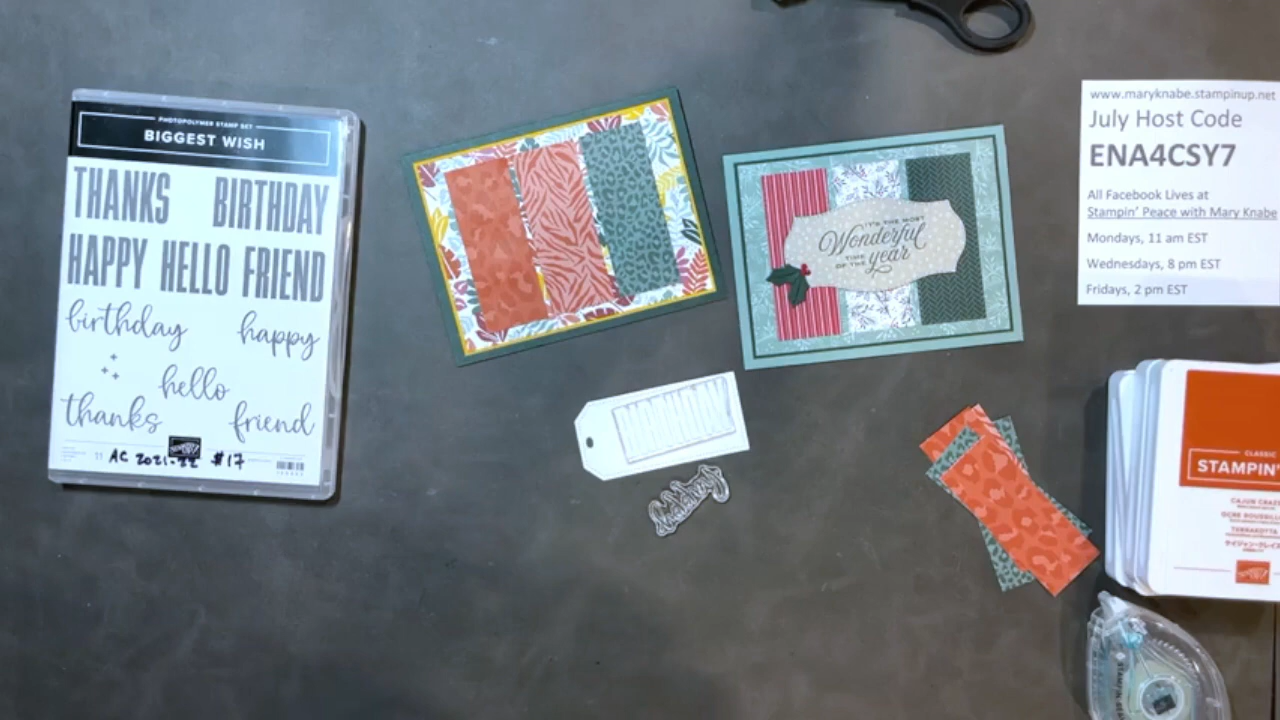 PHOTOPOLYMER STAMP SET
BIGGEST WISH
THANKS BIRTHDAY
HAPPY HELLO FRIEND
birthday happy
hello
thanks friend
11 AC 2021-22 #17
IT'S THE MOST
Wonderful
TIME
OF THE year
BIRTHDAY
birthday
www.maryknabe.stampinup.net
July Host Code
ENA4CSY7
All Facebook Lives at
Stampin' Peace with Mary Knabe
Mondays, 11 am EST
Wednesdays, 8 pm EST
Fridays, 2 pm EST
CLASSIC
STAMPIN'
CAJUN CRAZE